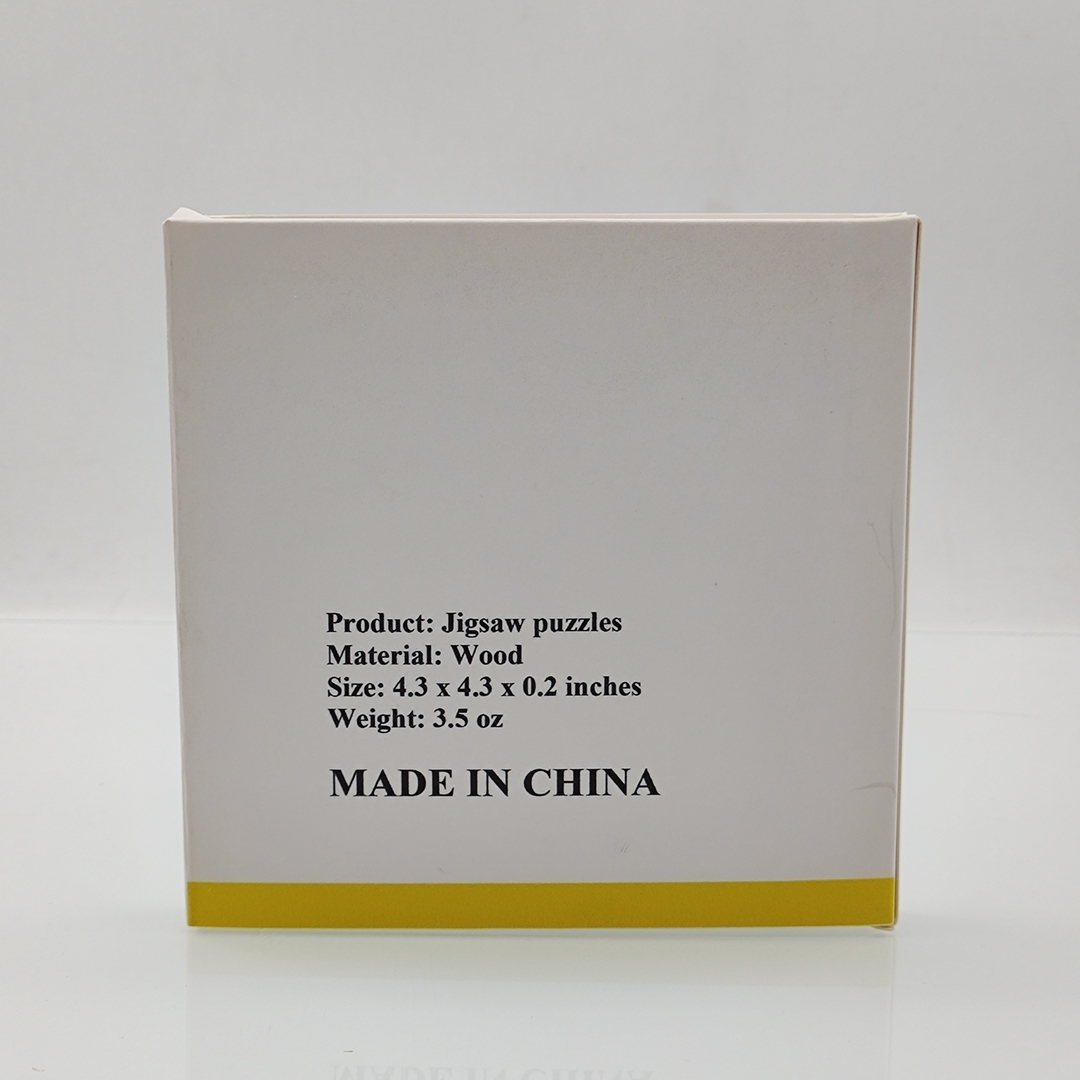 Product: Jigsaw puzzles
Material: Wood
Size: 4.3 x 4.3 x 0.2 inches
Weight: 3.5 oz
MADE IN CHINA